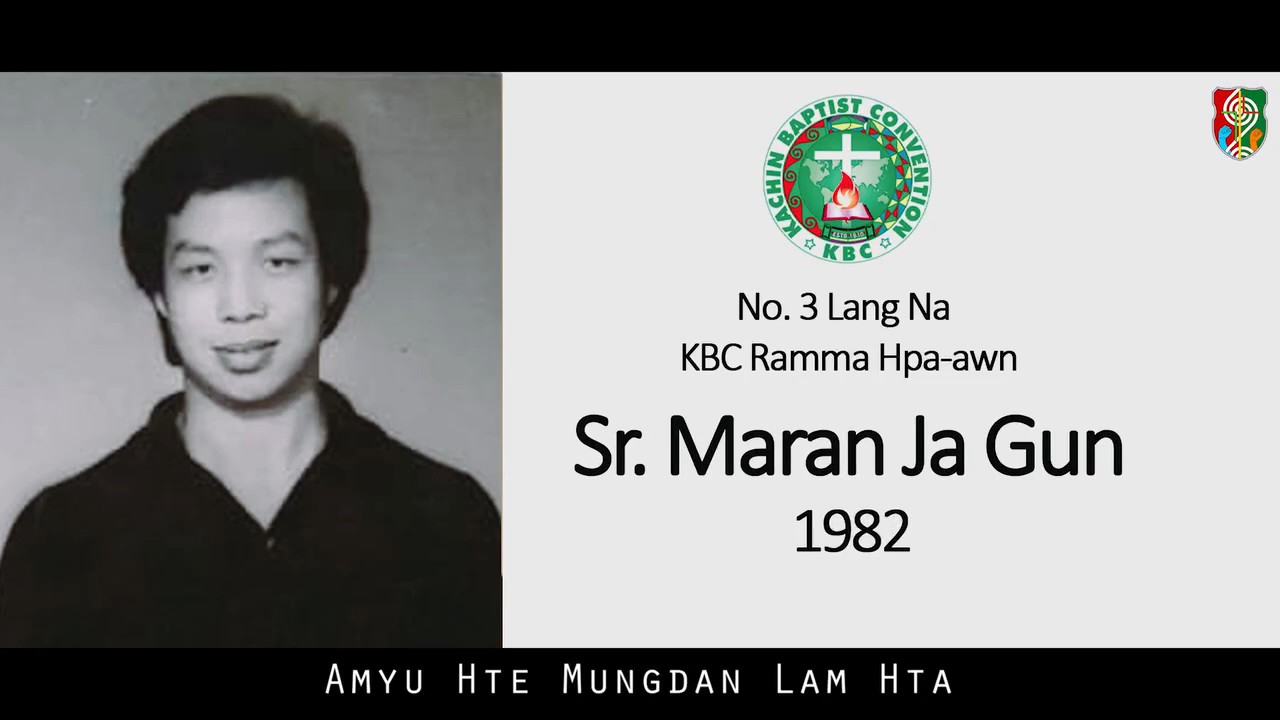 KACHIN BAPTIST CONVENTION
KBC
No. 3 Lang Na
KBC Ramma Hpa-awn
Sr. Maran Ja Gun
1982
AMYU HTE MUNGDAN LAM HTA